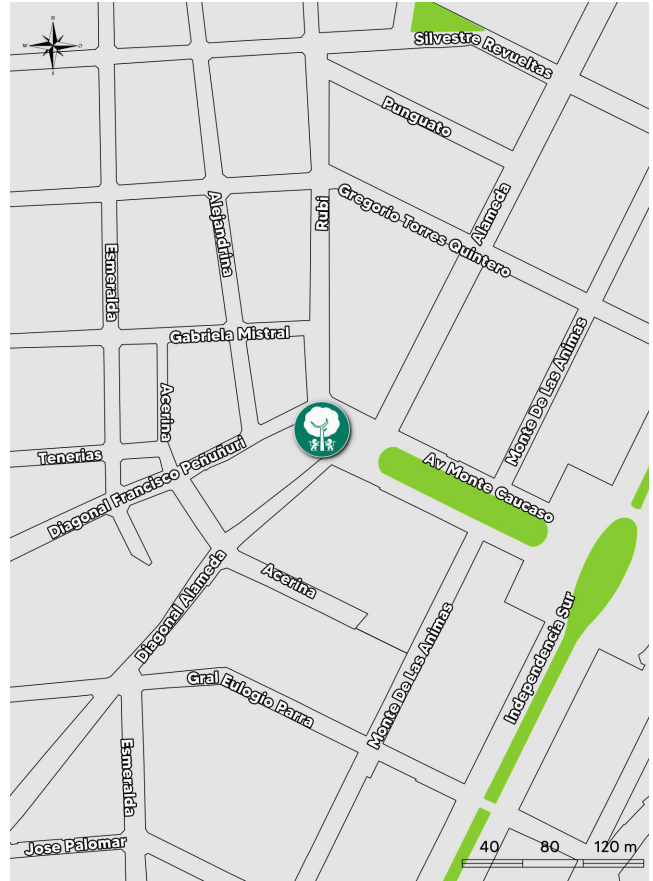 N
W
O
S
Silvestre Revueltas
Punguato
Alameda
Gregorio Torres Quintero
Rubi
Alejandrina
Esmeralda
Gabriela Mistral
Monte De Las Animas
Acerina
Tenerias
Diagonal Francisco Peñuñuri
Av Monte Caucaso
Diagonal Alameda
Acerina
Monte De Las Animas
Independencia Sur
Gral Eulogio Parra
Esmeralda
Jose Palomar
40 80 120 m